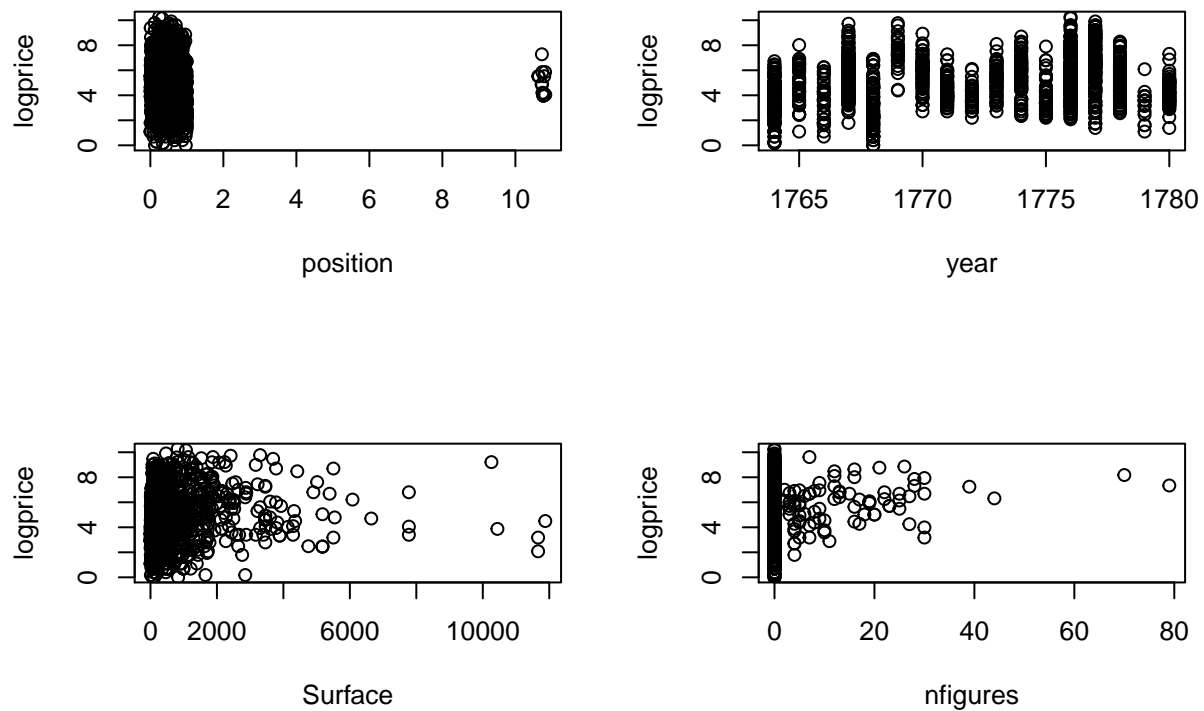 logprice
0 4 8
0 2 4 6 8 10
position
logprice
0 4 8
1765 1770 1775 1780
year
logprice
0 4 8
0 2000 6000 10000
Surface
logprice
0 4 8
0 20 40 60 80
nfigures